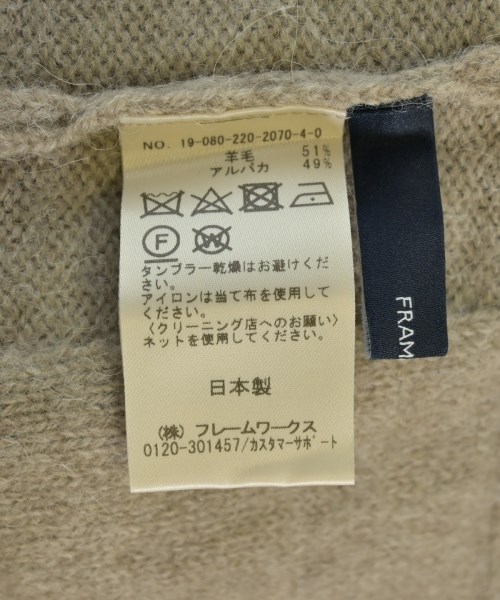 NO. 19-080-220-2070-4-0
羊毛 51%
アルパカ 49%
F
W
タンブラー乾燥はお避けくだ
さい。
アイロンは当て布を使用して
ください。
〈クリーニング店へのお願い〉
ネットを使用してください。
日本製
(株) フレームワークス
0120-301457/カスタマーサポート
FRAM